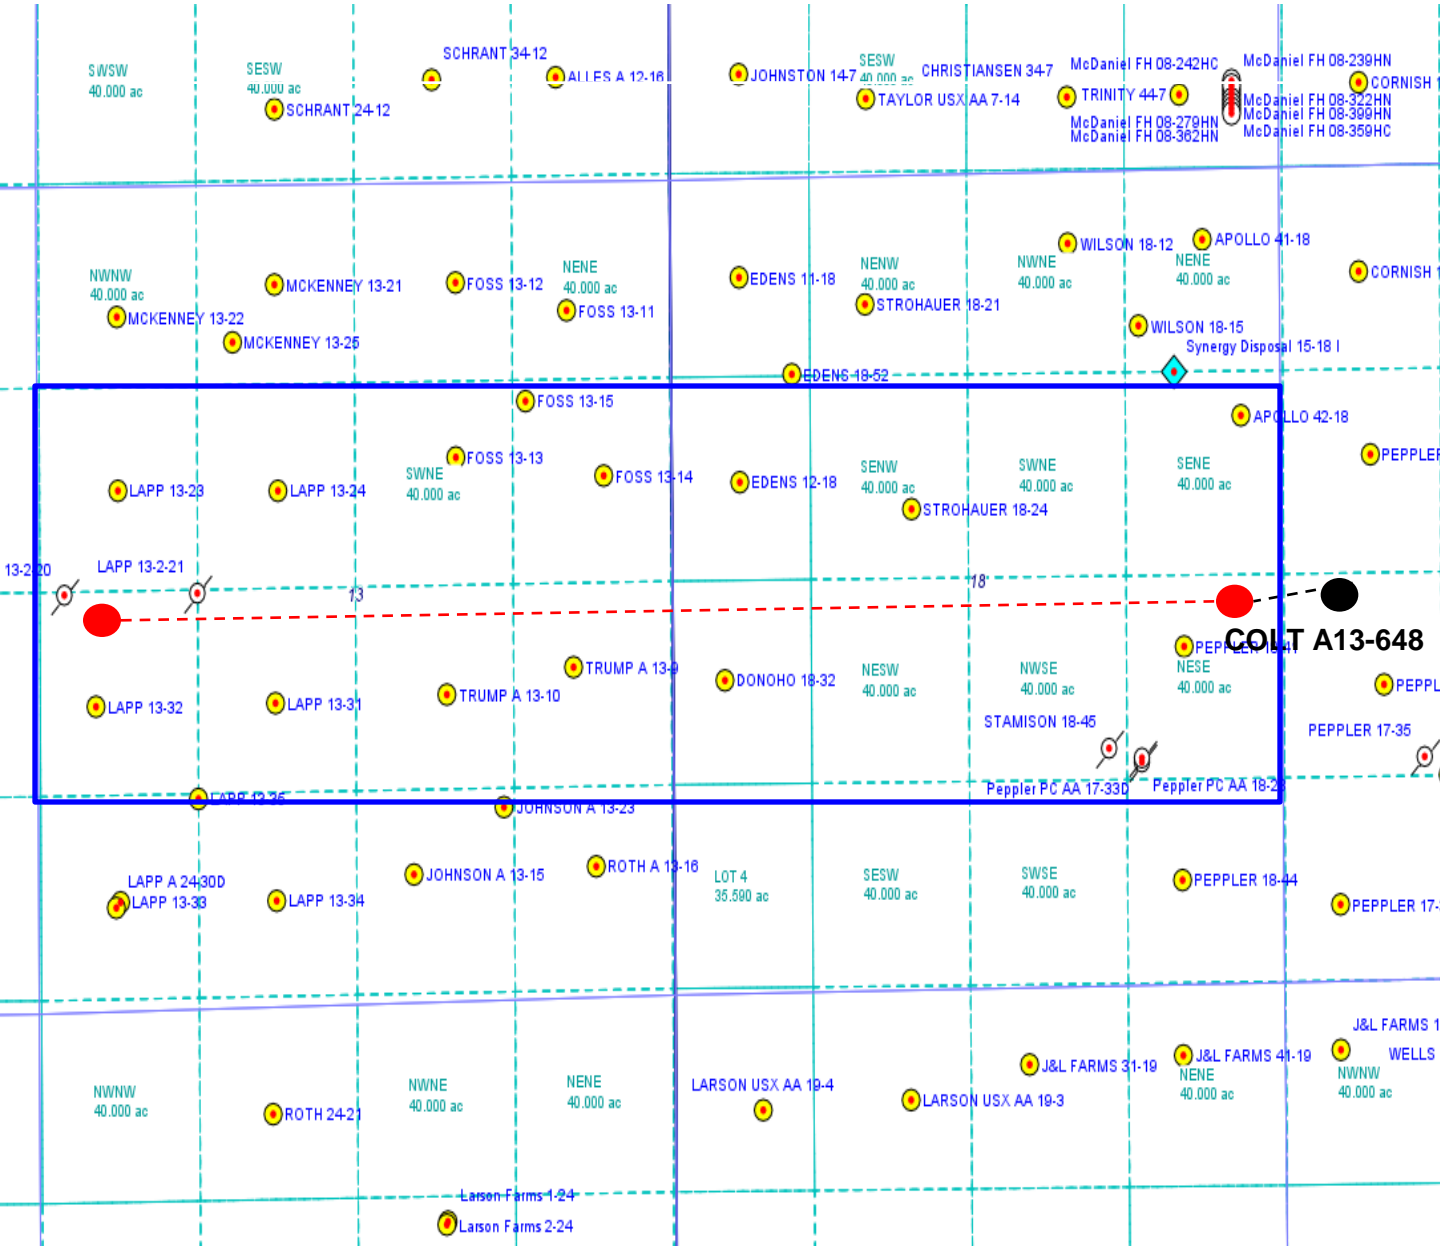 SCHRANT 34-12
SWSW
40.000 ac
SESW
40.000 ac
SCHRANT 24-12
ALLES A 12-16
JOHNSTON 14-7
SESW
40.000 ac
CHRISTIANSEN 34-7
TAYLOR USX AA 7-14
McDaniel FH 08-242HC
McDaniel FH 08-239HN
TRINITY 44-7
CORNISH 1
McDaniel FH 08-322HN
McDaniel FH 08-399HN
McDaniel FH 08-279HN
McDaniel FH 08-362HN
McDaniel FH 08-359HC
WILSON 18-12
APOLLO 41-18
NWNW
40.000 ac
MCKENNEY 13-21
FOSS 13-12
NENE
40.000 ac
EDENS 11-18
NENW
40.000 ac
NWNE
40.000 ac
NENE
40.000 ac
CORNISH 1
MCKENNEY 13-22
FOSS 13-11
STROHAUER 18-21
MCKENNEY 13-25
WILSON 18-15
Synergy Disposal 15-18 I
EDENS 18-52
FOSS 13-15
APOLLO 42-18
FOSS 13-13
PEPPLER
SWNE
40.000 ac
FOSS 13-14
LAPP 13-23
LAPP 13-24
EDENS 12-18
SENW
40.000 ac
SWNE
40.000 ac
SENE
40.000 ac
STROHAUER 18-24
13-2-20
LAPP 13-2-21
13
18
COLT A13-648
TRUMP A 13-9
TRUMP A 13-10
DONOHO 18-32
NESW
40.000 ac
NWSE
40.000 ac
NESE
40.000 ac
PEPPL
LAPP 13-32
LAPP 13-31
STAMISON 18-45
PEPPLER 17-35
Peppler PC AA 17-33D
LAPP 13-35
JOHNSON A 13-23
LAPP A 24-30D
LAPP 13-33
LAPP 13-34
JOHNSON A 13-15
ROTH A 13-16
LOT 4
35.590 ac
SESW
40.000 ac
SWSE
40.000 ac
PEPPLER 18-44
PEPPLER 17-
J&L FARMS 1
WELLS
J&L FARMS 31-19
J&L FARMS 41-19
NENE
40.000 ac
NWNW
40.000 ac
NWNW
40.000 ac
ROTH 24-21
NWNE
40.000 ac
NENE
40.000 ac
LARSON USX AA 19-4
LARSON USX AA 19-3
Larson Farms 1-24
Larson Farms 2-24